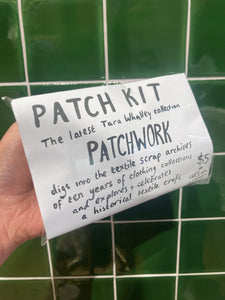 PATCH KIT
The latest Tara Whalley collection
PATCHWORK
digs into the textile scrap archives
of ten years of clothing collections
and explores + celebrates
a historical textile craft
$5